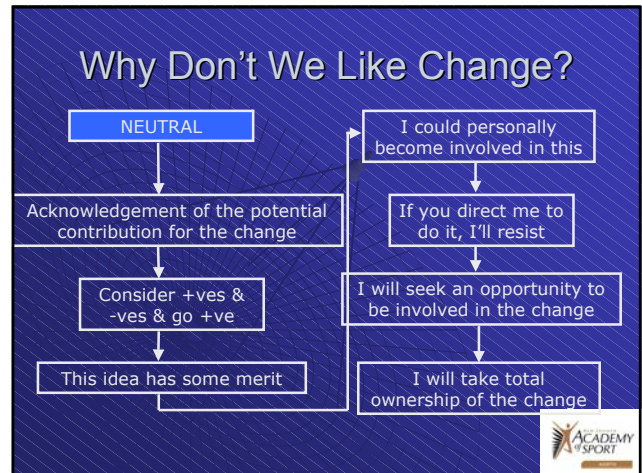 Why Don't We Like Change?
NEUTRAL
Acknowledgement of the potential
contribution for the change
Consider +ves &
-ves & go +ve
This idea has some merit
I could personally
become involved in this
If you direct me to
do it, I'll resist
I will seek an opportunity to
be involved in the change
I will take total
ownership of the change
ACADEMY
of SPORT